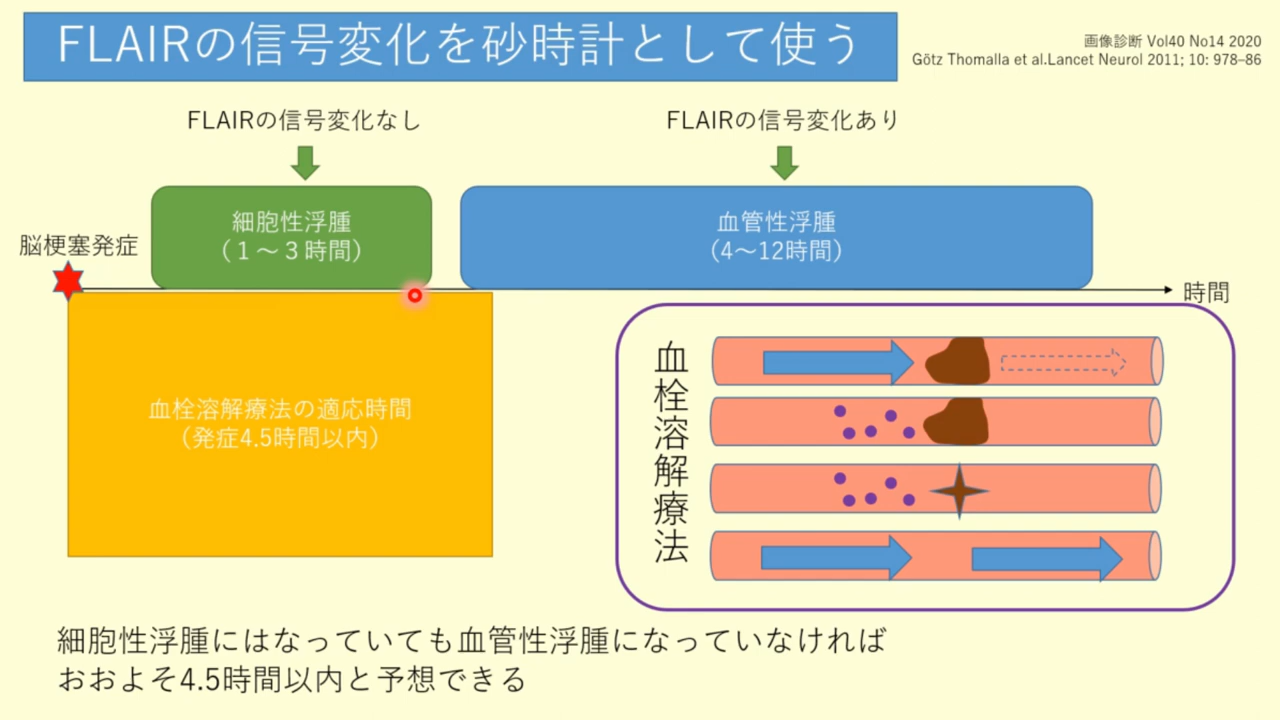 FLAIRの信号変化を砂時計として使う
画像診断 Vol40 No14 2020
Götz Thomalla et al.Lancet Neurol 2011; 10: 978–86
FLAIRの信号変化なし
FLAIRの信号変化あり
脳梗塞発症
細胞性浮腫
（１～３時間）
血管性浮腫
（4～12時間）
時間
血栓溶解療法の適応時間
（発症4.5時間以内）
血栓溶解療法
細胞性浮腫にはなっていても血管性浮腫になっていなければ
おおよそ4.5時間以内と予想できる